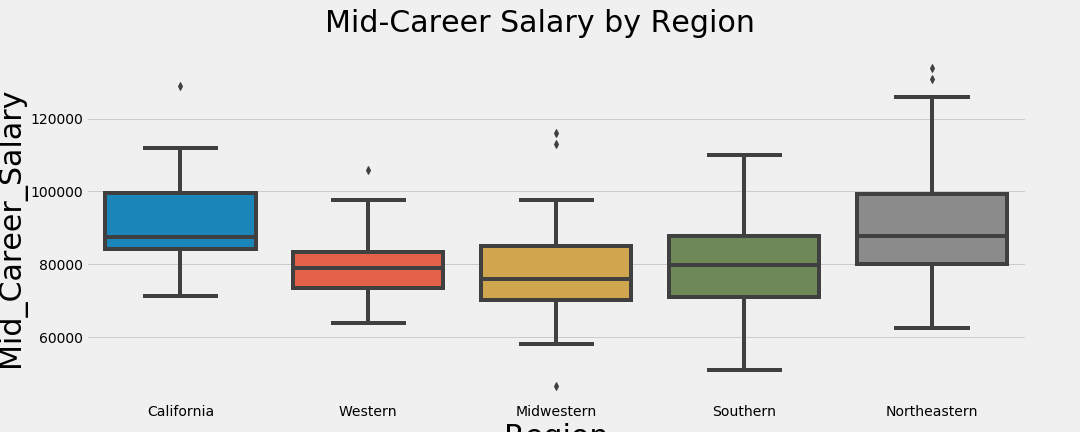 Mid-Career Salary by Region
Mid_Career_Salary
120000
100000
80000
60000
California Western Midwestern Southern Northeastern
Region